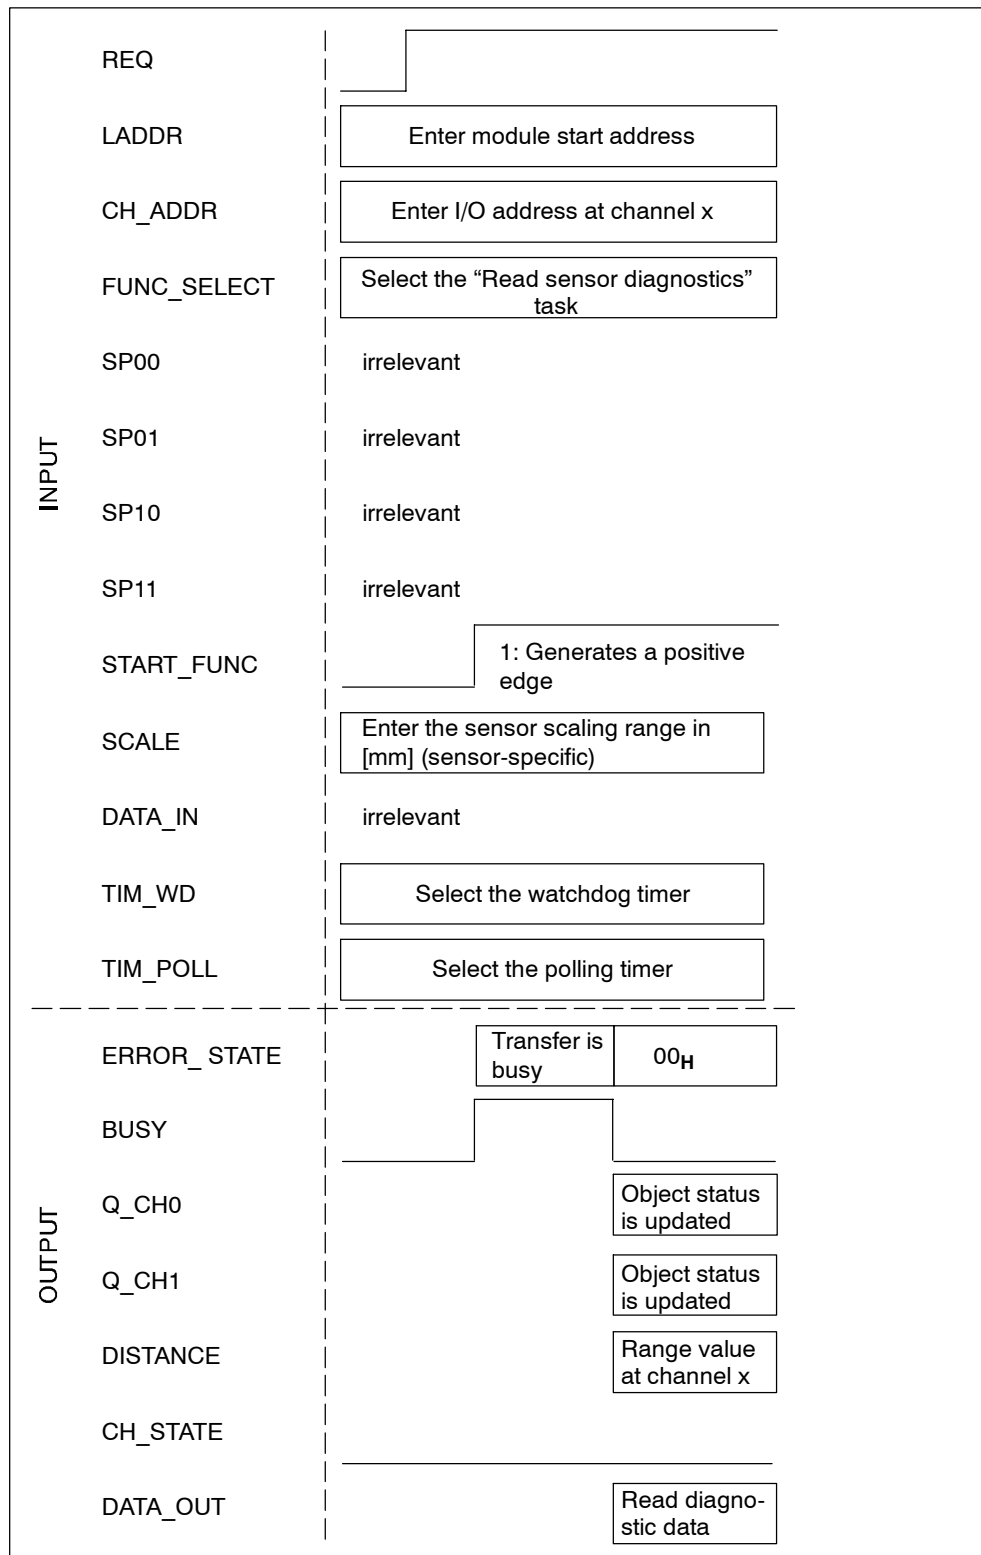 REQ
LADDR
Enter module start address
CH_ADDR
Enter I/O address at channel x
FUNC_SELECT
Select the “Read sensor diagnostics”
task
SP00
irrelevant
SP01
irrelevant
INPUT
SP10
irrelevant
SP11
irrelevant
START_FUNC
1: Generates a positive
edge
SCALE
Enter the sensor scaling range in
[mm] (sensor-specific)
DATA_IN
irrelevant
TIM_WD
Select the watchdog timer
TIM_POLL
Select the polling timer
ERROR_ STATE
Transfer is
busy
00H
BUSY
Q_CH0
Object status
is updated
OUTPUT
Q_CH1
Object status
is updated
DISTANCE
Range value
at channel x
CH_STATE
DATA_OUT
Read diagno-
stic data